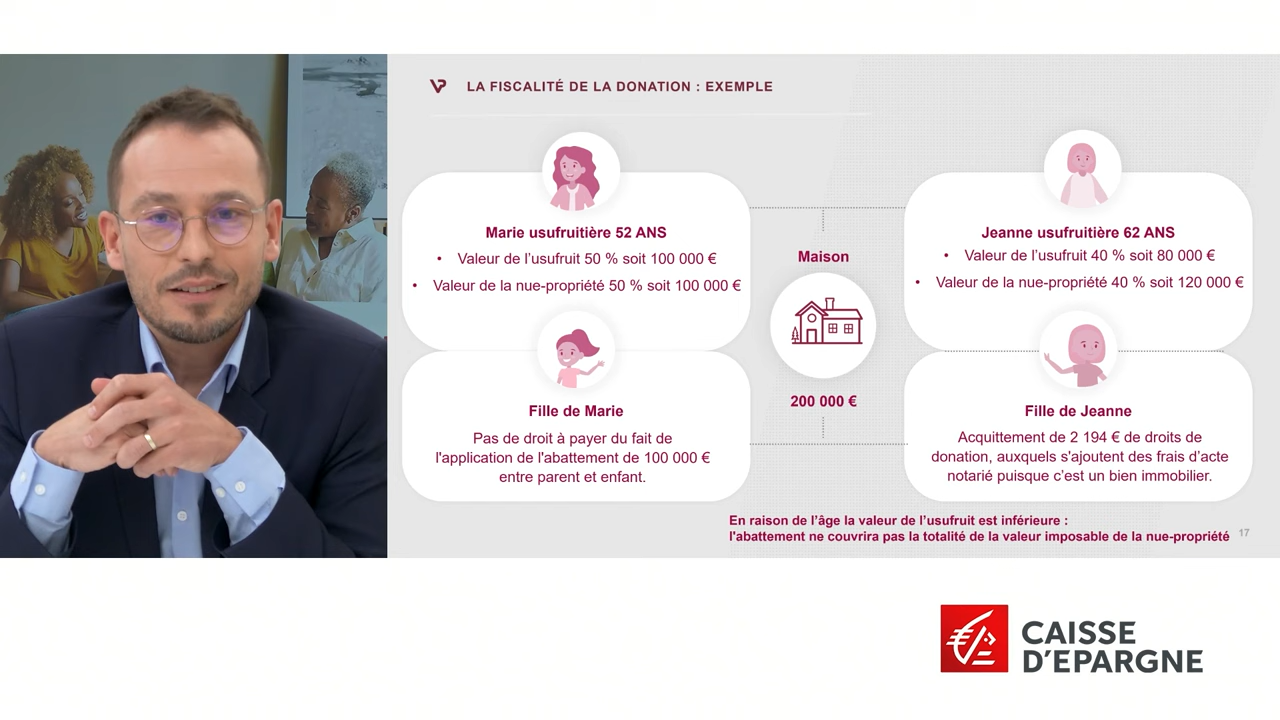 LA FISCALITÉ DE LA DONATION : EXEMPLE
Marie usufruitière 52 ANS
• Valeur de l’usufruit 50 % soit 100 000 €
• Valeur de la nue-propriété 50 % soit 100 000 €
Fille de Marie
Pas de droit à payer du fait de
l'application de l'abattement de 100 000 €
entre parent et enfant.
Maison
200 000 €
Jeanne usufruitière 62 ANS
• Valeur de l’usufruit 40 % soit 80 000 €
• Valeur de la nue-propriété 40 % soit 120 000 €
Fille de Jeanne
Acquittement de 2 194 € de droits de
donation, auxquels s'ajoutent des frais d’acte
notarié puisque c’est un bien immobilier.
En raison de l’âge la valeur de l’usufruit est inférieure :
l'abattement ne couvrira pas la totalité de la valeur imposable de la nue-propriété
17
CAISSE
D’EPARGNE